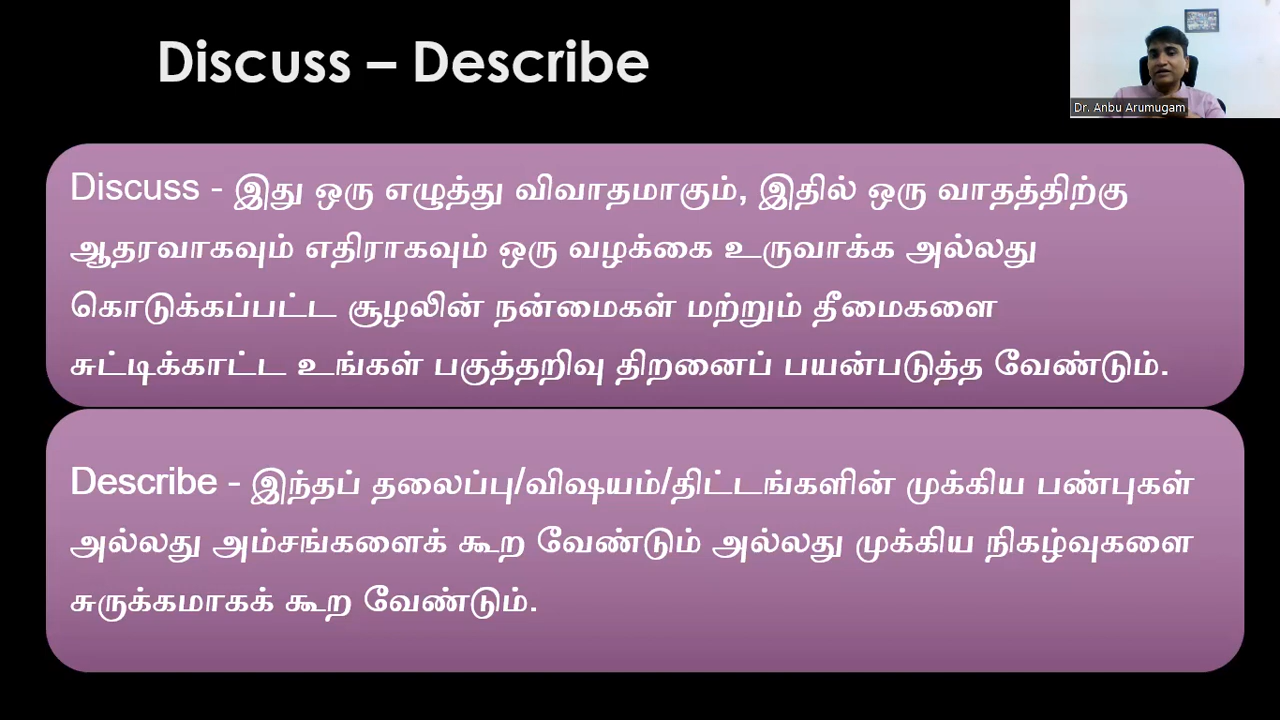 Discuss – Describe
Dr. Anbu Arumugam
Discuss - இது ஒரு எழுத்து விவாதமாகும், இதில் ஒரு வாதத்திற்கு
ஆதரவாகவும் எதிராகவும் ஒரு வழக்கை உருவாக்க அல்லது
கொடுக்கப்பட்ட சூழலின் நன்மைகள் மற்றும் தீமைகளை
சுட்டிக்காட்ட உங்கள் பகுத்தறிவு திறனைப் பயன்படுத்த வேண்டும்.
Describe - இந்தப் தலைப்பு/விஷயம்/திட்டங்களின் முக்கிய பண்புகள்
அல்லது அம்சங்களைக் கூற வேண்டும் அல்லது முக்கிய நிகழ்வுகளை
சுருக்கமாகக் கூற வேண்டும்.